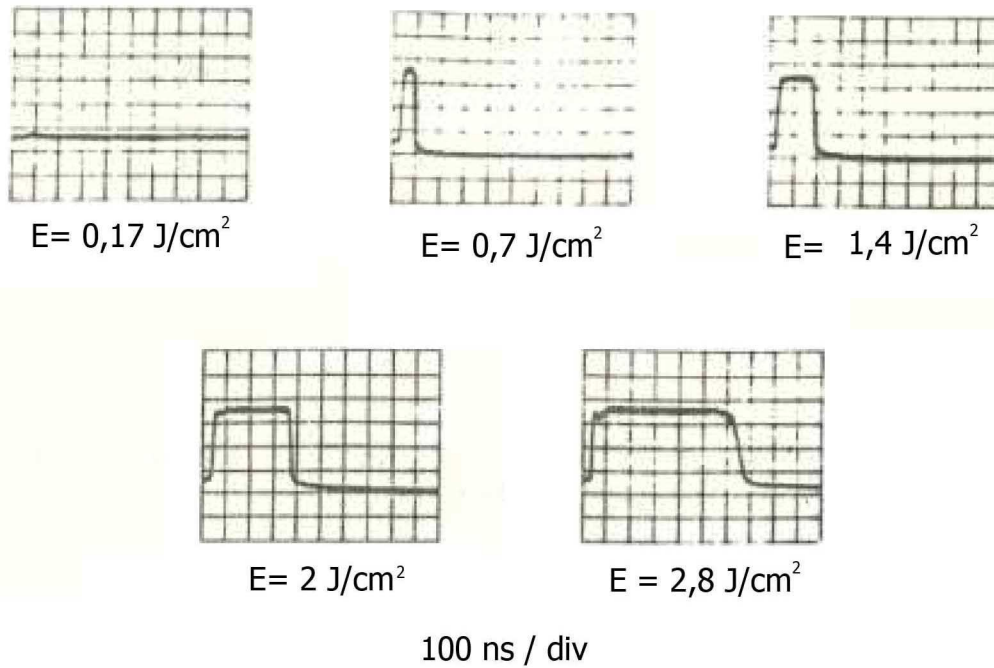 E= 0,17 J/cm²
E= 0,7 J/cm²
E= 1,4 J/cm²
E= 2 J/cm²
E = 2,8 J/cm²
100 ns / div